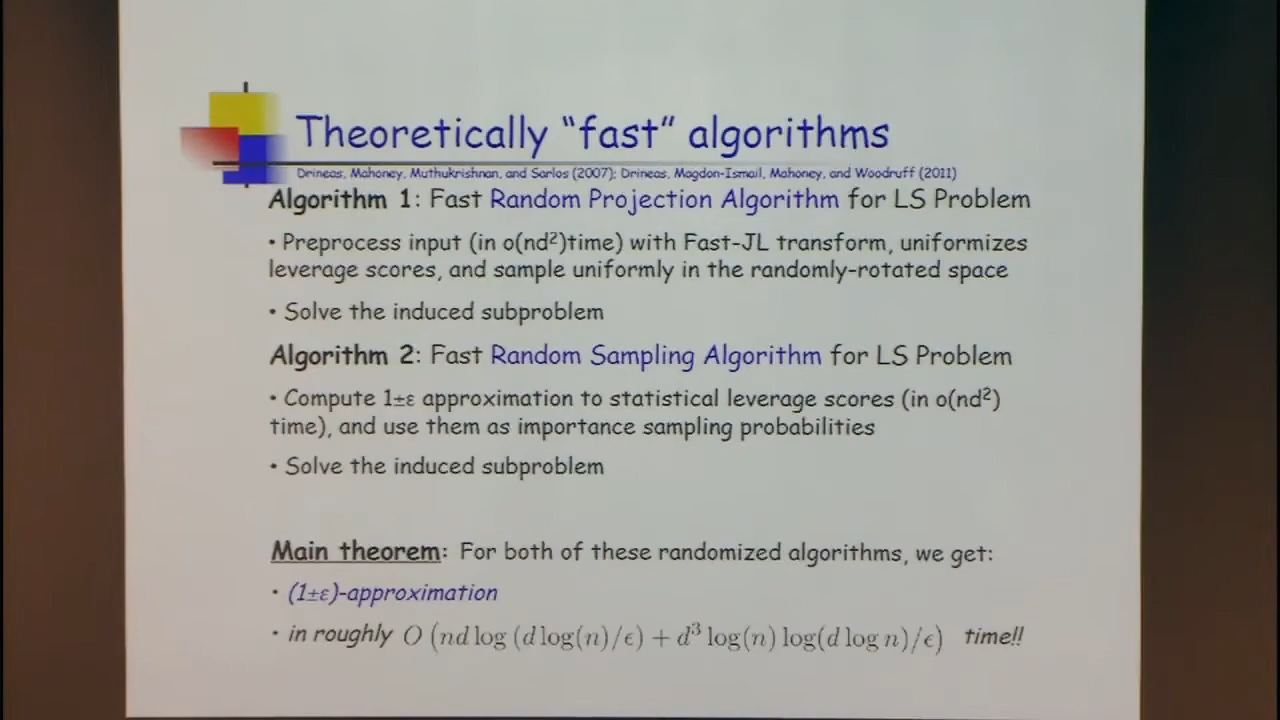 Theoretically “fast” algorithms
Drineas, Mahoney, Muthukrishnan, and Sarlos (2007); Drineas, Magdon-Ismail, Mahoney, and Woodruff (2011)
Algorithm 1: Fast Random Projection Algorithm for LS Problem
• Preprocess input (in o(nd²)time) with Fast-JL transform, uniformizes
leverage scores, and sample uniformly in the randomly-rotated space
• Solve the induced subproblem
Algorithm 2: Fast Random Sampling Algorithm for LS Problem
• Compute 1±ε approximation to statistical leverage scores (in o(nd²)
time), and use them as importance sampling probabilities
• Solve the induced subproblem
Main theorem: For both of these randomized algorithms, we get:
• (1±ε)-approximation
• in roughly O (nd log (d log(n)/ϵ) + d³ log(n) log(d log n)/ϵ) time!!